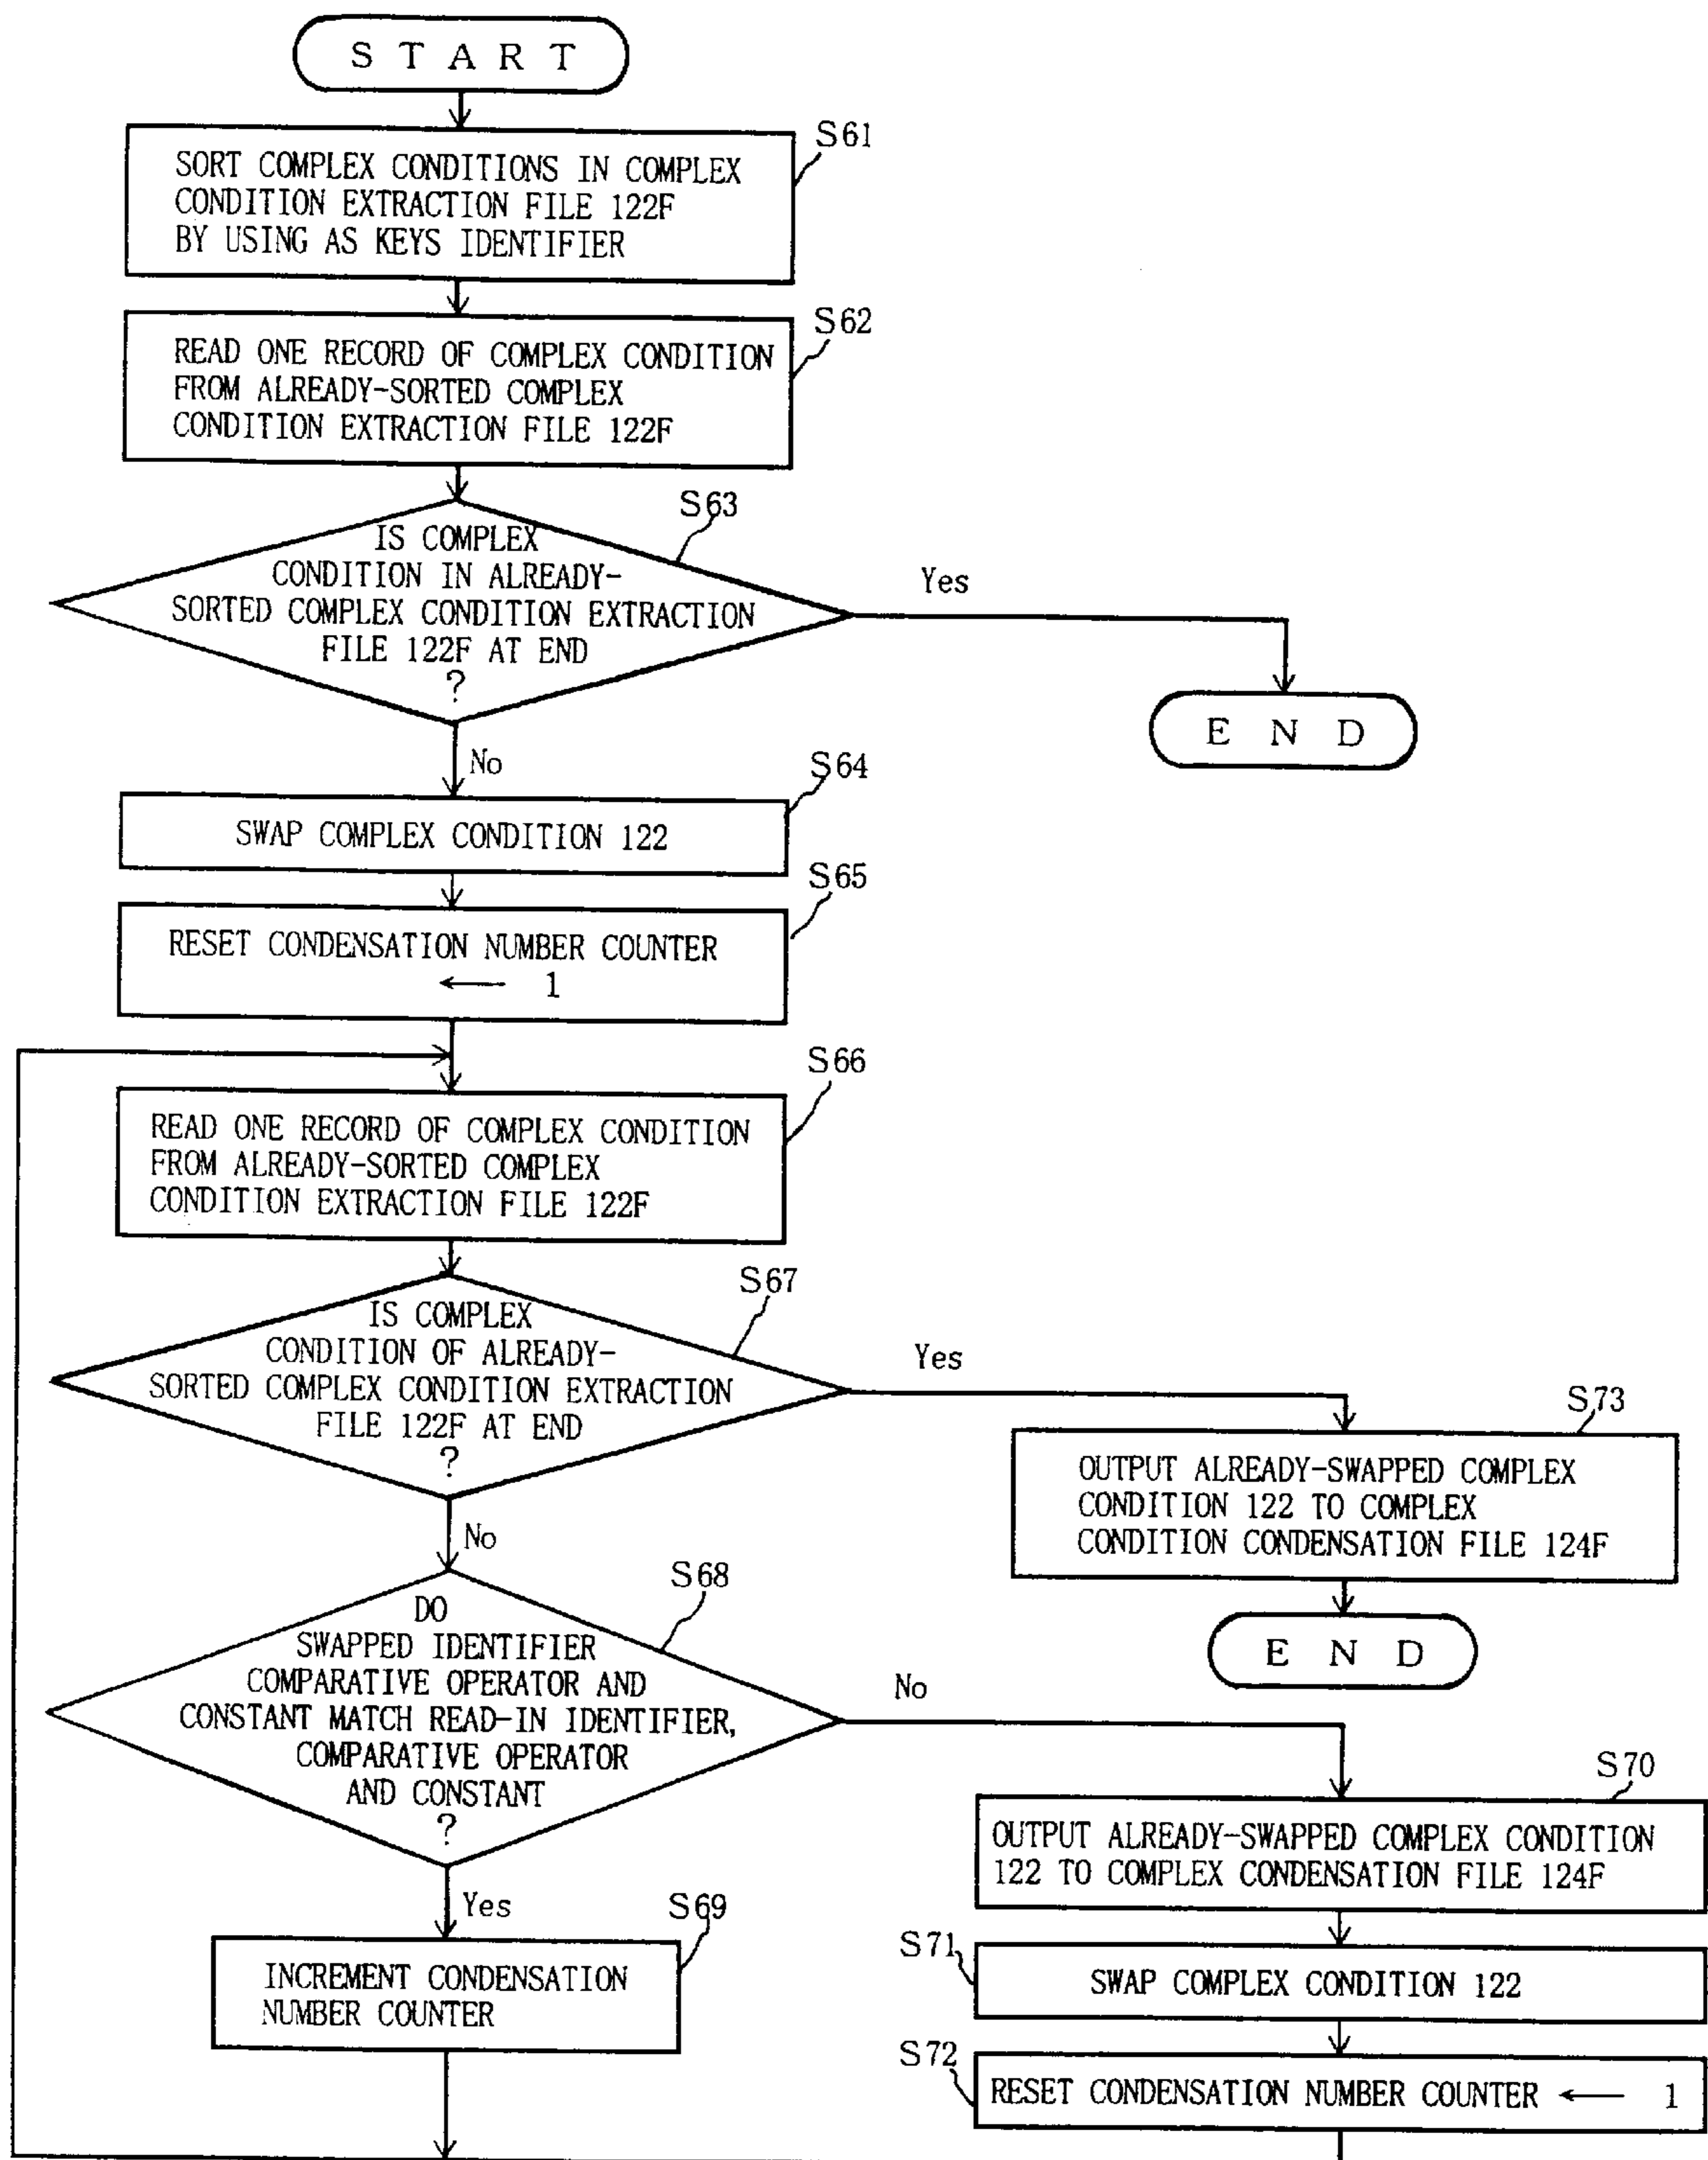 START
S61
SORT COMPLEX CONDITIONS IN COMPLEX
CONDITION EXTRACTION FILE 122F
BY USING AS KEYS IDENTIFIER
S62
READ ONE RECORD OF COMPLEX CONDITION
FROM ALREADY-SORTED COMPLEX
CONDITION EXTRACTION FILE 122F
S63
IS COMPLEX
CONDITION IN ALREADY-
SORTED COMPLEX CONDITION EXTRACTION
FILE 122F AT END
?
Yes
END
No
S64
SWAP COMPLEX CONDITION 122
S65
RESET CONDENSATION NUMBER COUNTER
← 1
S66
READ ONE RECORD OF COMPLEX CONDITION
FROM ALREADY-SORTED COMPLEX
CONDITION EXTRACTION FILE 122F
S67
IS COMPLEX
CONDITION OF ALREADY-
SORTED COMPLEX CONDITION EXTRACTION
FILE 122F AT END
?
Yes
S73
OUTPUT ALREADY-SWAPPED COMPLEX
CONDITION 122 TO COMPLEX
CONDITION CONDENSATION FILE 124F
END
No
S68
DO
SWAPPED IDENTIFIER
COMPARATIVE OPERATOR AND
CONSTANT MATCH READ-IN IDENTIFIER,
COMPARATIVE OPERATOR
AND CONSTANT
?
No
S70
OUTPUT ALREADY-SWAPPED COMPLEX CONDITION
122 TO COMPLEX CONDENSATION FILE 124F
Yes
S69
INCREMENT CONDENSATION
NUMBER COUNTER
S71
SWAP COMPLEX CONDITION 122
S72
RESET CONDENSATION NUMBER COUNTER ← 1